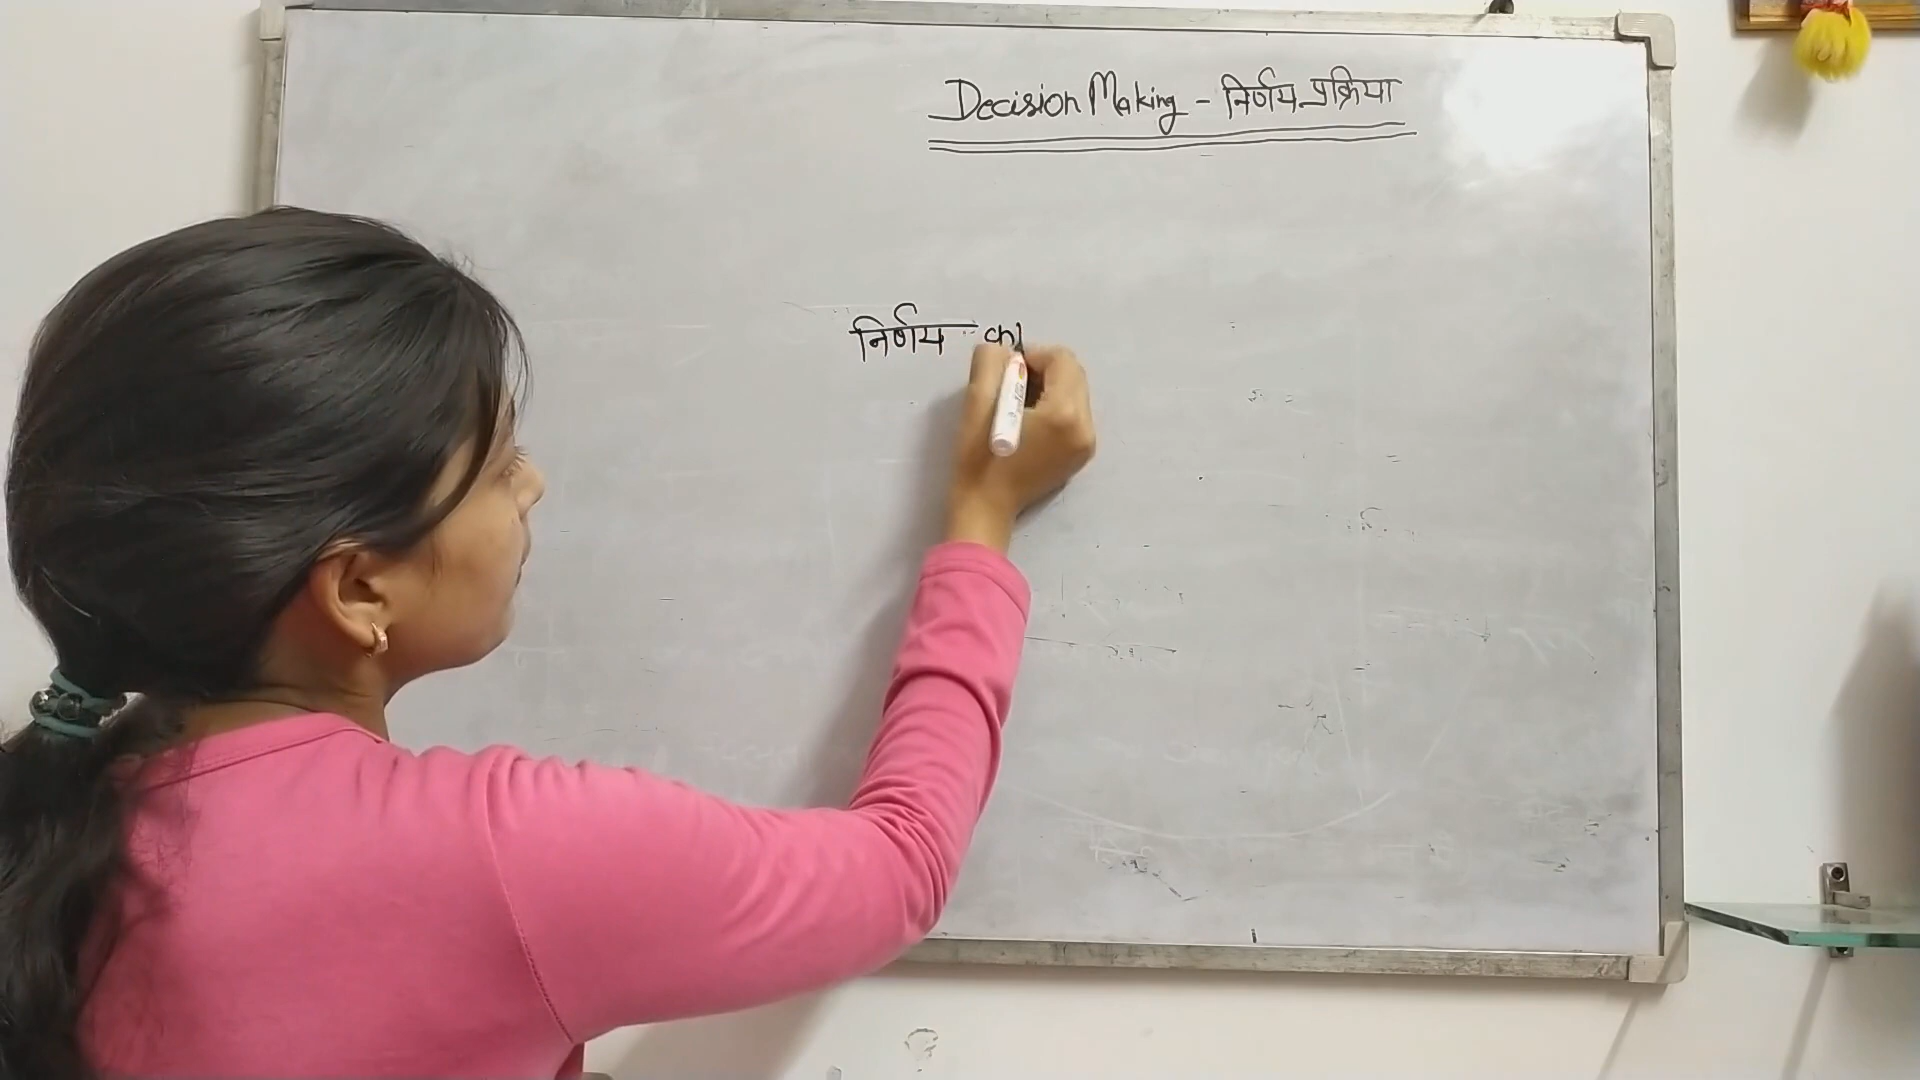 Decision Making - निर्णय प्रक्रिया
निर्णय का